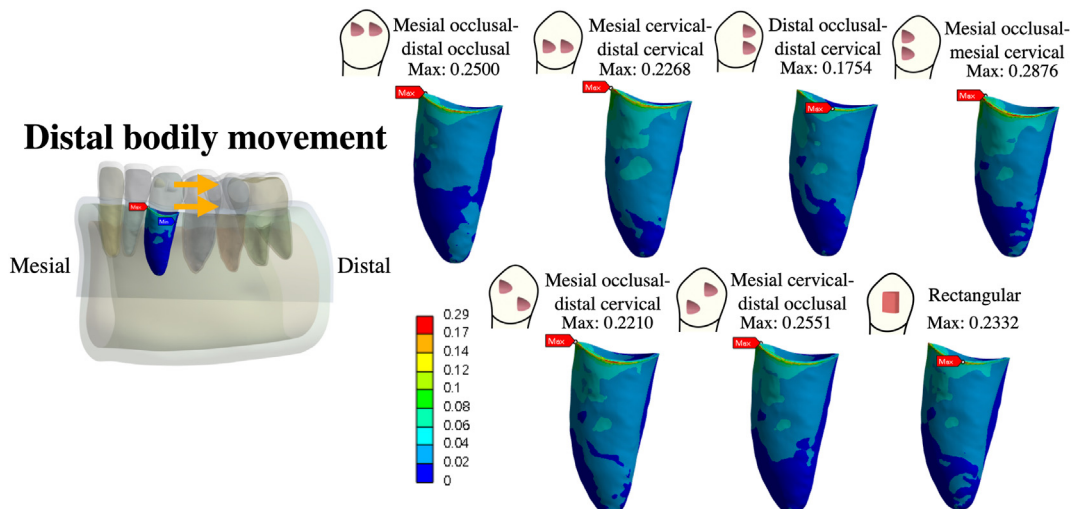 Mesial occlusal-
distal occlusal
Max: 0.2500
Mesial cervical-
distal cervical
Max: 0.2268
Distal occlusal-
distal cervical
Max: 0.1754
Mesial occlusal-
mesial cervical
Max: 0.2876
Max
Max
Max
Max
Distal bodily movement
Max
Min
Mesial
Distal
Mesial occlusal-
distal cervical
Max: 0.2210
Mesial cervical-
distal occlusal
Max: 0.2551
Rectangular
Max: 0.2332
Max
Max
Max
0.29
0.17
0.14
0.12
0.1
0.08
0.06
0.04
0.02
0